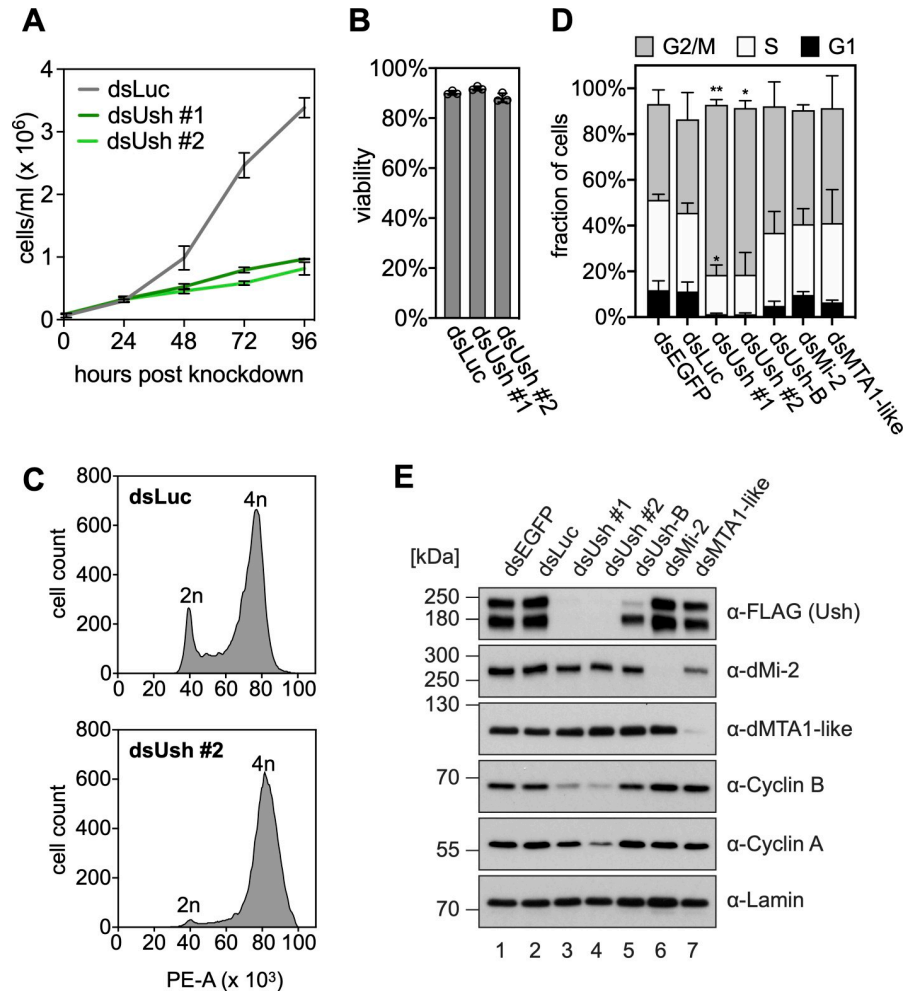 A
4
3
2
1
0
cells/ml (x 10⁶)
dsLuc
dsUsh #1
dsUsh #2
0 24 48 72 96
hours post knockdown
B
100%
80%
60%
40%
20%
0%
viability
dsLuc
dsUsh #1
dsUsh #2
D
G2/M S G1
100%
80%
60%
40%
20%
0%
fraction of cells
** *
*
dsEGFP
dsLuc
dsUsh #1
dsUsh #2
dsUsh-B
dsMi-2
dsMTA1-like
C
800
600
400
200
0
cell count
dsLuc
2n
4n
0 20 40 60 80 100
800
600
400
200
0
cell count
dsUsh #2
2n
4n
0 20 40 60 80 100
PE-A (x 10³)
E
[kDa]
dsEGFP
dsLuc
dsUsh #1
dsUsh #2
dsUsh-B
dsMi-2
dsMTA1-like
250
180
α-FLAG (Ush)
300
250
α-dMi-2
130
α-dMTA1-like
70
α-Cyclin B
55
α-Cyclin A
70
α-Lamin
1 2 3 4 5 6 7